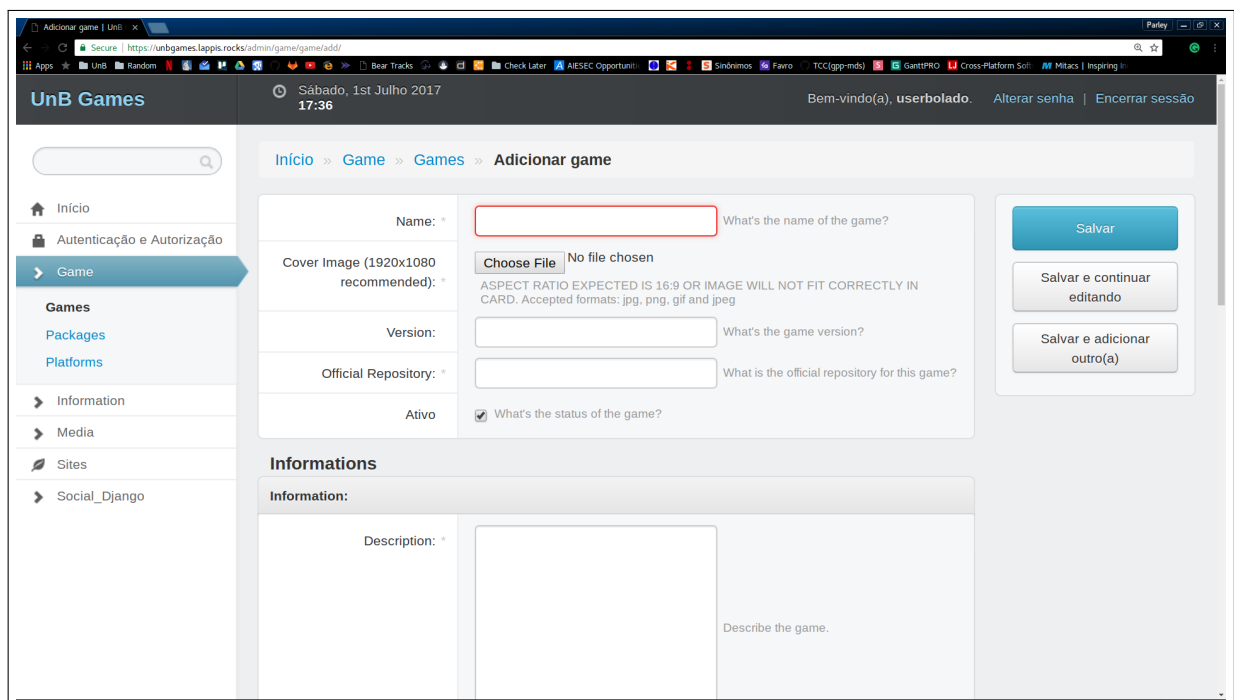 Adicionar game | UnB
Parley
Secure | https://unbgames.lappis.rocks/admin/game/game/add/
Apps UnB Random Bear Tracks Check Later AIESEC Opportuniti Sinônimos Favro TCC(gpp-mds) GanttPRO Cross-Platform Soft Mitacs | Inspiring In
UnB Games
Sábado, 1st Julho 2017
17:36
Bem-vindo(a), userbolado. Alterar senha | Encerrar sessão
Início » Game » Games » Adicionar game
Início
Autenticação e Autorização
Game
Games
Packages
Platforms
Information
Media
Sites
Social_Django
Name: *
What's the name of the game?
Cover Image (1920x1080
recommended): *
Choose File No file chosen
ASPECT RATIO EXPECTED IS 16:9 OR IMAGE WILL NOT FIT CORRECTLY IN
CARD. Accepted formats: jpg, png, gif and jpeg
Version:
What's the game version?
Official Repository: *
What is the official repository for this game?
Ativo
What's the status of the game?
Salvar
Salvar e continuar
editando
Salvar e adicionar
outro(a)
Informations
Information:
Description: *
Describe the game.